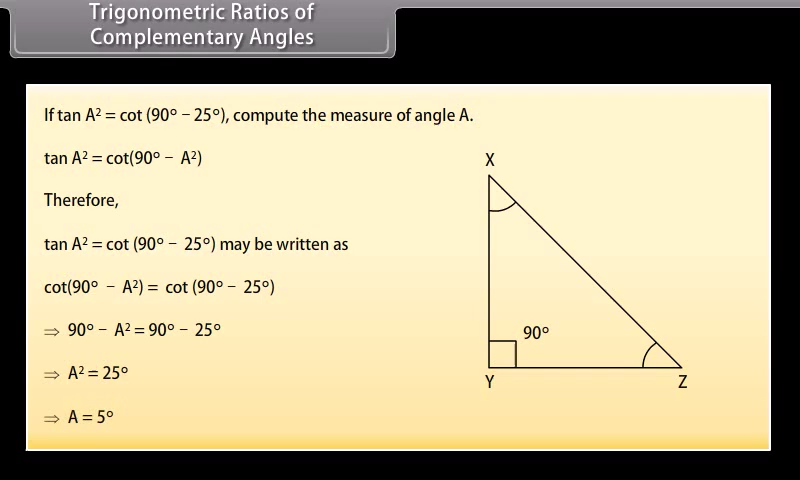 Trigonometric Ratios of
Complementary Angles
If tan A² = cot (90° − 25°), compute the measure of angle A.
tan A² = cot(90° − A²)
Therefore,
tan A² = cot (90° − 25°) may be written as
cot(90° − A²) = cot (90° − 25°)
⇒ 90° − A² = 90° − 25°
⇒ A² = 25°
⇒ A = 5°
X
90°
Y
Z